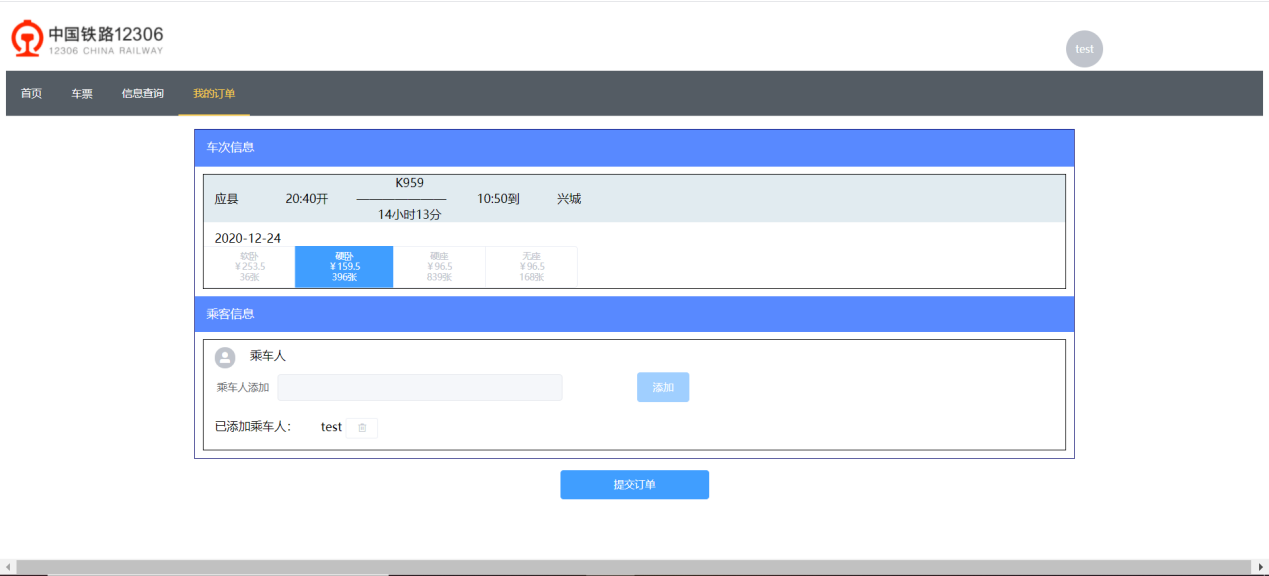 中国铁路12306
12306 CHINA RAILWAY
test
首页 车票 信息查询 我的订单
车次信息
K959
应县 20:40开 10:50到 兴城
14小时13分
2020-12-24
软卧 硬卧 硬座 无座
¥253.5 ¥159.5 ¥96.5 ¥96.5
36张 396张 839张 168张
乘客信息
乘车人
乘车人添加 添加
已添加乘车人： test
提交订单